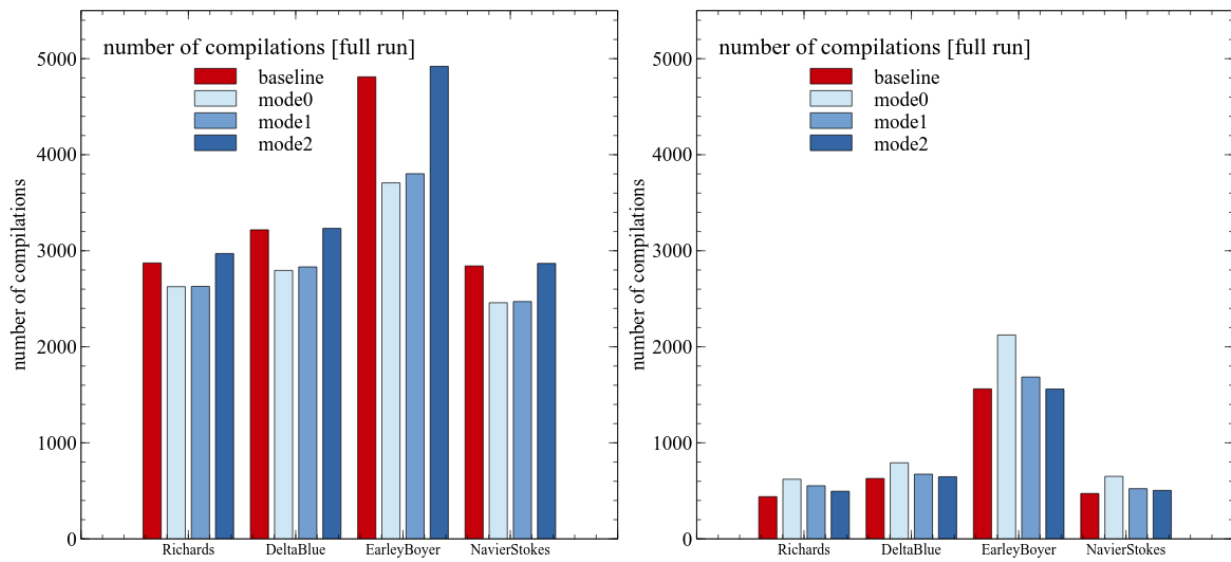 number of compilations [full run]
baseline
mode0
mode1
mode2
number of compilations
5000
4000
3000
2000
1000
0
Richards DeltaBlue EarleyBoyer NavierStokes
number of compilations [full run]
baseline
mode0
mode1
mode2
number of compilations
5000
4000
3000
2000
1000
0
Richards DeltaBlue EarleyBoyer NavierStokes